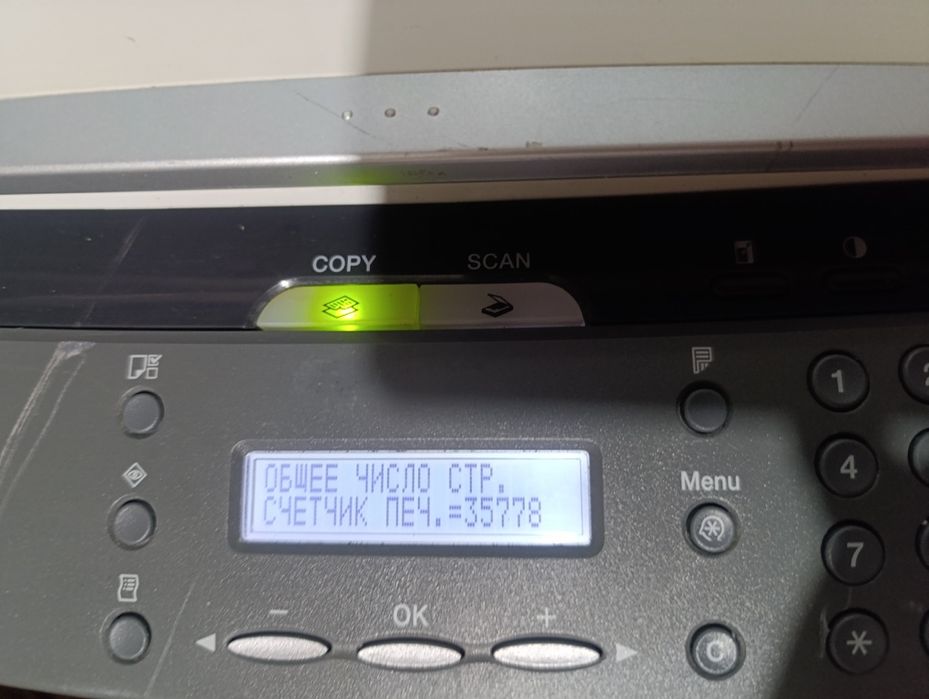 COPY SCAN
1
ОБЩЕЕ ЧИСЛО СТР.
СЧЕТЧИК ПЕЧ.=35778
4
Menu
7
- OK +
C *